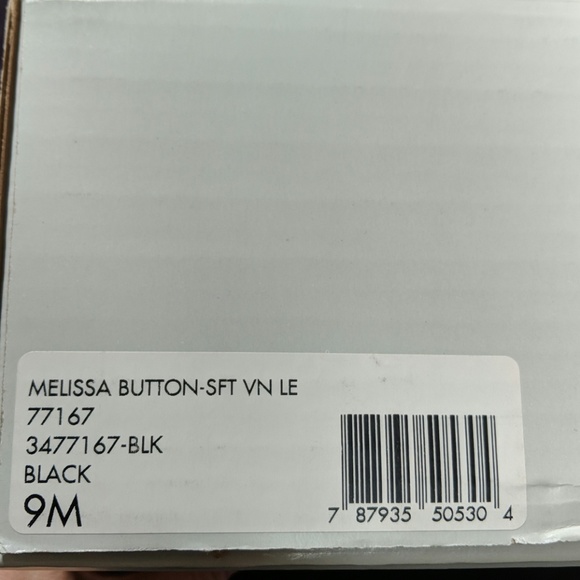 MELISSA BUTTON-SFT VN LE
77167
3477167-BLK
BLACK
9M
7 87935 50530 4